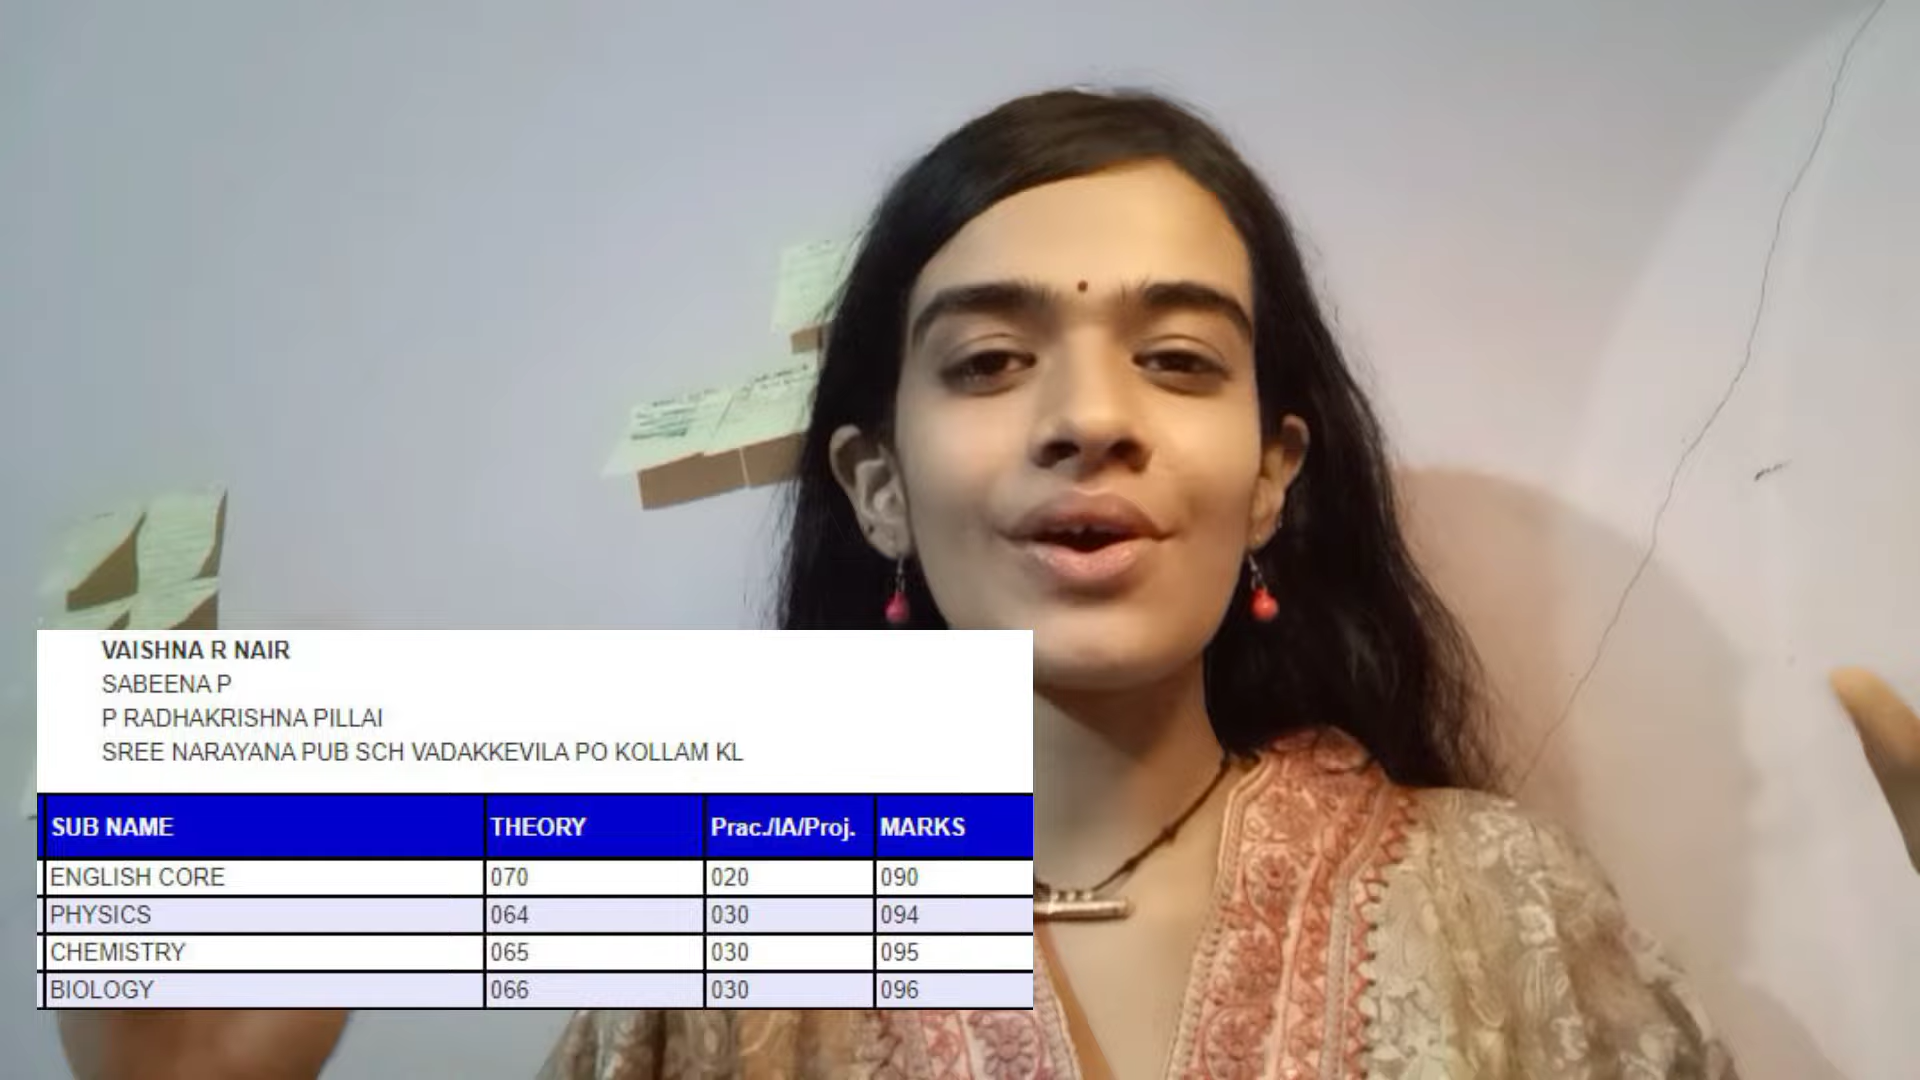 VAISHNA R NAIR
SABEENA P
P RADHAKRISHNA PILLAI
SREE NARAYANA PUB SCH VADAKKEVILA PO KOLLAM KL
SUB NAME THEORY Prac./IA/Proj. MARKS
ENGLISH CORE 070 020 090
PHYSICS 064 030 094
CHEMISTRY 065 030 095
BIOLOGY 066 030 096